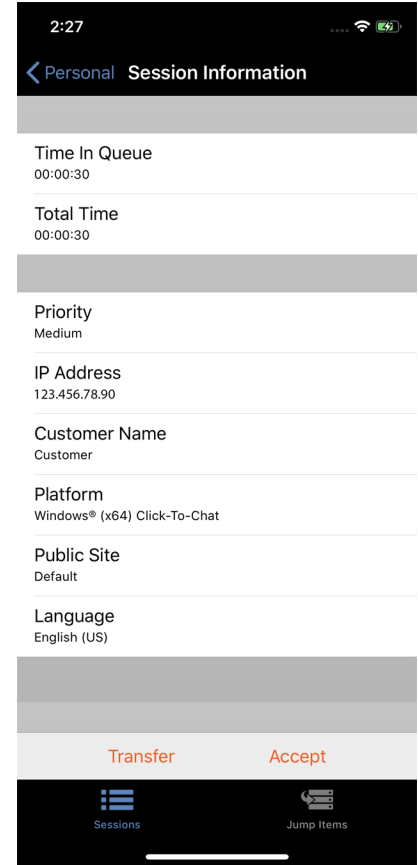 2:27
Personal Session Information
Time In Queue
00:00:30
Total Time
00:00:30
Priority
Medium
IP Address
123.456.78.90
Customer Name
Customer
Platform
Windows® (x64) Click-To-Chat
Public Site
Default
Language
English (US)
Transfer Accept
Sessions Jump Items